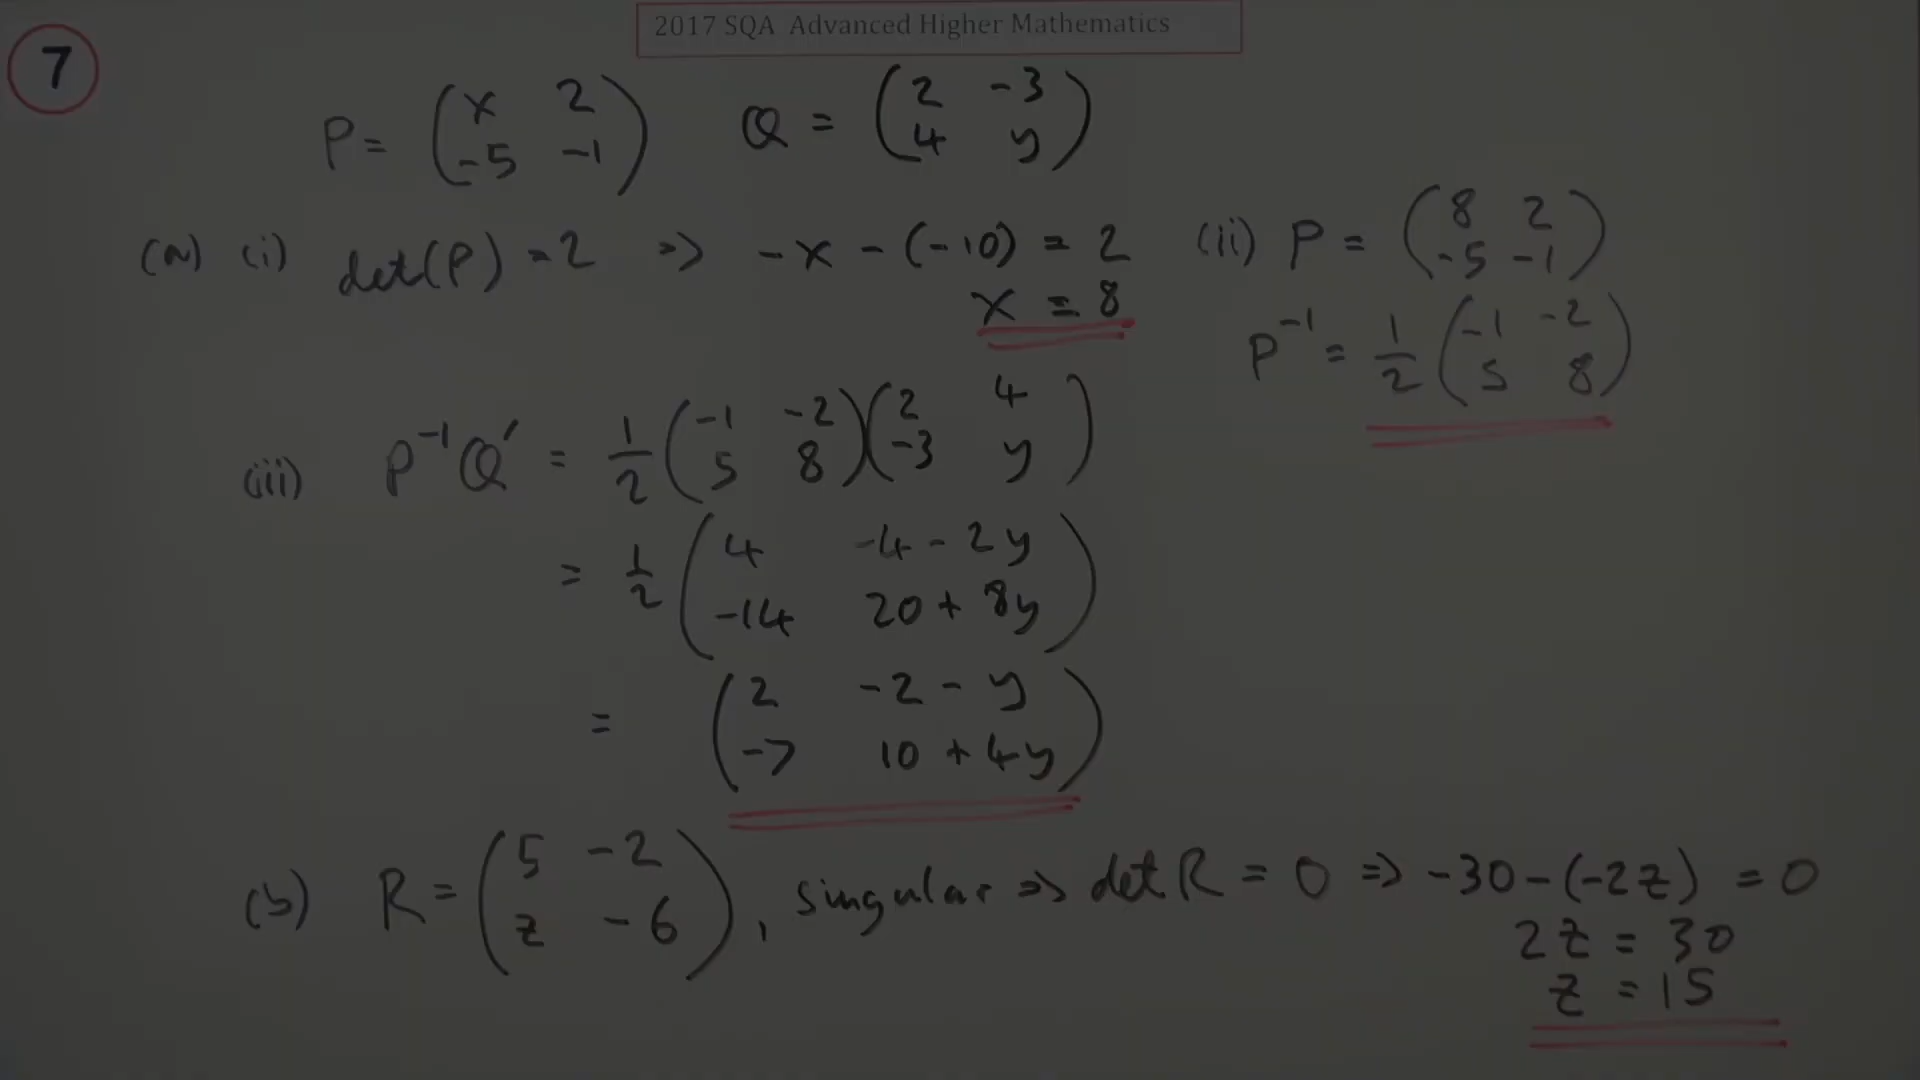 2017 SQA Advanced Higher Mathematics
7
P = (x 2
-5 -1) Q = (2 -3
4 y)
(a) (i) det(P) = 2 => -x - (-10) = 2
x = 8
(ii) P = (8 2
-5 -1)
P⁻¹ = 1/2 (-1 -2
5 8)
(iii) P⁻¹Q′ = 1/2 (-1 -2
5 8)(2 4
-3 y)
= 1/2 (4 -4 - 2y
-14 20 + 8y)
= (2 -2 - y
-7 10 + 4y)
(b) R = (5 -2
z -6), singular => det R = 0 => -30 - (-2z) = 0
2z = 30
z = 15